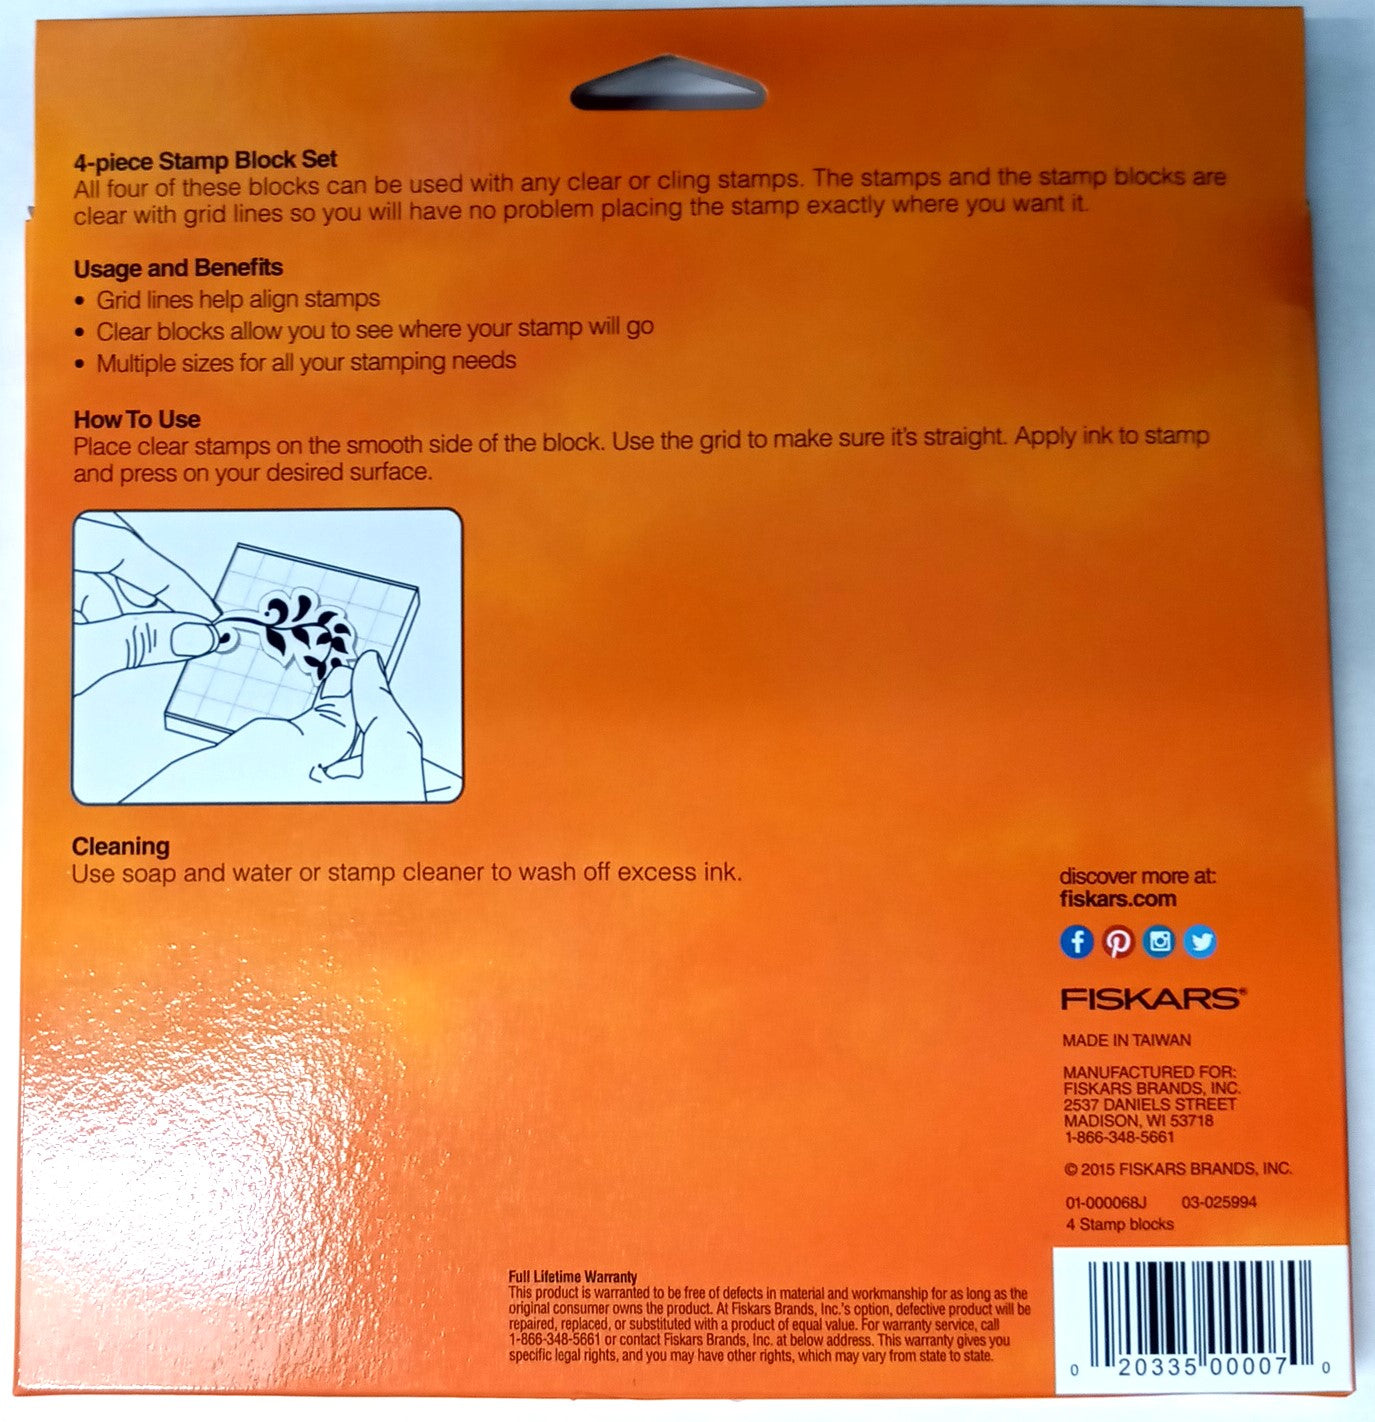 4-piece Stamp Block Set
All four of these blocks can be used with any clear or cling stamps. The stamps and the stamp blocks are
clear with grid lines so you will have no problem placing the stamp exactly where you want it.
Usage and Benefits
• Grid lines help align stamps
• Clear blocks allow you to see where your stamp will go
• Multiple sizes for all your stamping needs
How To Use
Place clear stamps on the smooth side of the block. Use the grid to make sure it's straight. Apply ink to stamp
and press on your desired surface.
Cleaning
Use soap and water or stamp cleaner to wash off excess ink.
discover more at:
fiskars.com
FISKARS®
MADE IN TAIWAN
MANUFACTURED FOR:
FISKARS BRANDS, INC.
2537 DANIELS STREET
MADISON, WI 53718
1-866-348-5661
© 2015 FISKARS BRANDS, INC.
01-000068J 03-025994
4 Stamp blocks
Full Lifetime Warranty
This product is warranted to be free of defects in material and workmanship for as long as the
original consumer owns the product. At Fiskars Brands, Inc.'s option, defective product will be
repaired, replaced, or substituted with a product of equal value. For warranty service, call
1-866-348-5661 or contact Fiskars Brands, Inc. at below address. This warranty gives you
specific legal rights, and you may have other rights, which may vary from state to state.
0 20335 00007 0